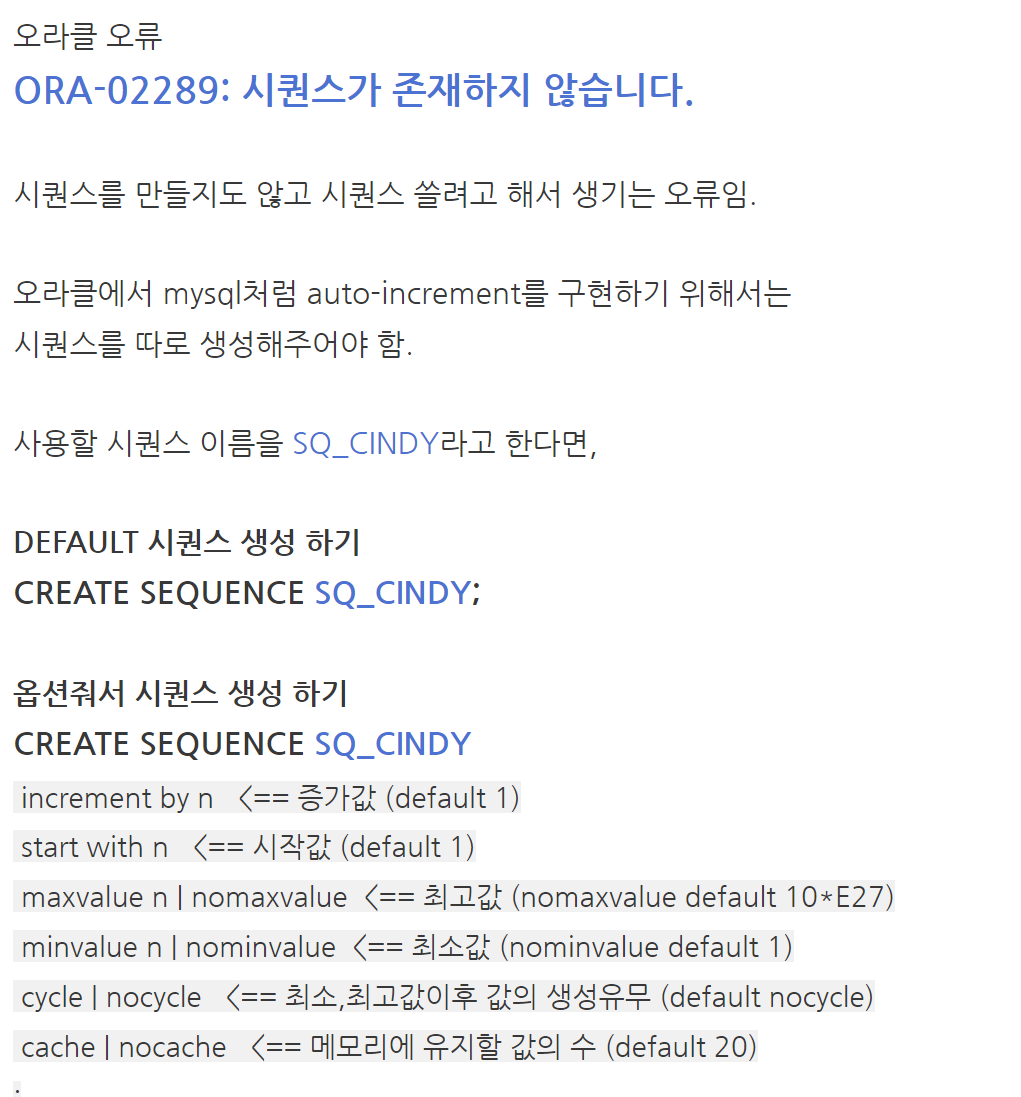 오라클 오류
ORA-02289: 시퀀스가 존재하지 않습니다.
시퀀스를 만들지도 않고 시퀀스 쓸려고 해서 생기는 오류임.
오라클에서 mysql처럼 auto-increment를 구현하기 위해서는
시퀀스를 따로 생성해주어야 함.
사용할 시퀀스 이름을 SQ_CINDY라고 한다면,
DEFAULT 시퀀스 생성 하기
CREATE SEQUENCE SQ_CINDY;
옵션줘서 시퀀스 생성 하기
CREATE SEQUENCE SQ_CINDY
increment by n <== 증가값 (default 1)
start with n <== 시작값 (default 1)
maxvalue n | nomaxvalue <== 최고값 (nomaxvalue default 10*E27)
minvalue n | nominvalue <== 최소값 (nominvalue default 1)
cycle | nocycle <== 최소,최고값이후 값의 생성유무 (default nocycle)
cache | nocache <== 메모리에 유지할 값의 수 (default 20)
.